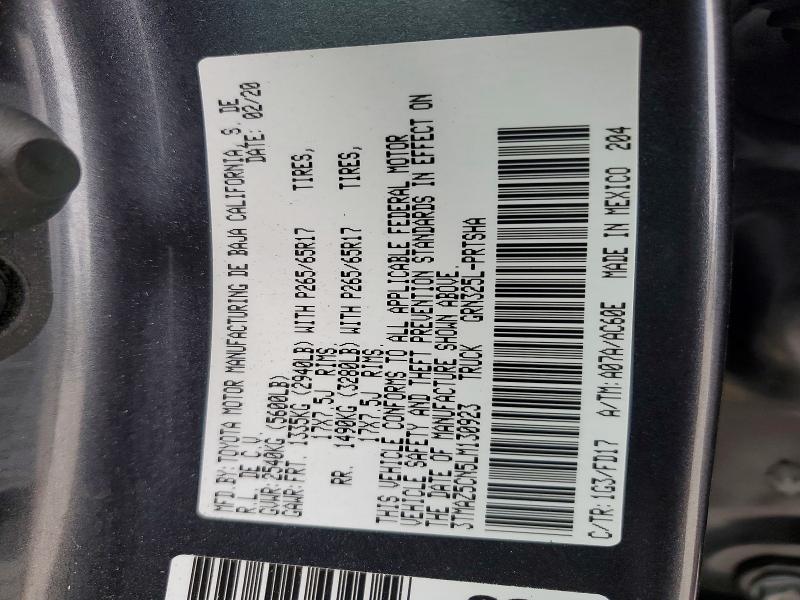 MFD.BY:TOYOTA MOTOR MANUFACTURING DE BAJA CALIFORNIA, S. DE
R.L. DE C.V. DATE: 02/20
GVWR:2540KG (5600LB)
GAWR:FRT. 1335KG (2940LB) WITH P265/65R17 TIRES,
17X7.5J RIMS.
RR. 1490KG (3280LB) WITH P265/65R17 TIRES,
17X7.5J RIMS.
THIS VEHICLE CONFORMS TO ALL APPLICABLE FEDERAL MOTOR
VEHICLE SAFETY AND THEFT PREVENTION STANDARDS IN EFFECT ON
THE DATE OF MANUFACTURE SHOWN ABOVE.
3TMAZ5CN5LM130923 TRUCK GRN325L-PRTSHA
C/TR:1G3/FD17 A/TM:A07A/AC60E MADE IN MEXICO 204